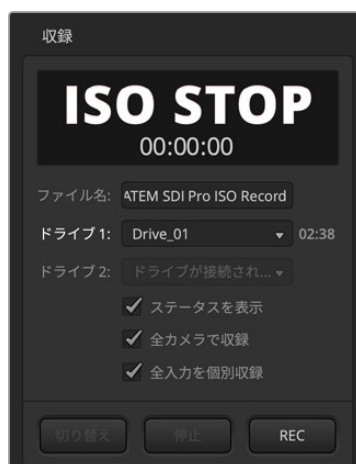 収録
ISO STOP
00:00:00
ファイル名: ATEM SDI Pro ISO Record
ドライブ 1: Drive_01 02:38
ドライブ 2: ドライブが接続され...
ステータスを表示
全カメラで収録
全入力を個別収録
切り替え 停止 REC